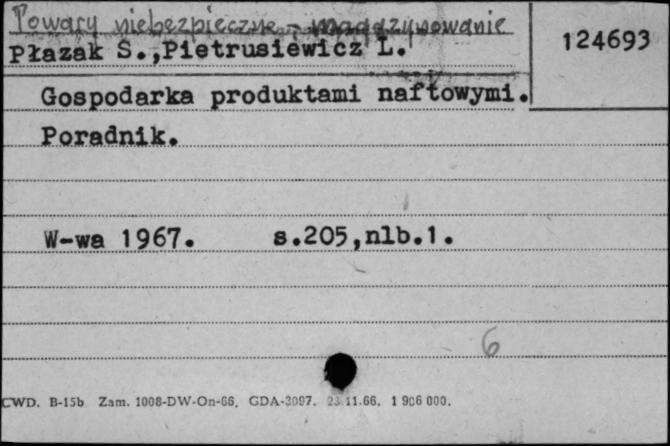 Towary niebezpieczne - magazynowanie
124693
Płazak S.,Pietrusiewicz L.
Gospodarka produktami naftowymi.
Poradnik.
W-wa 1967. s.205,nlb.1.
6
CWD. B-15b Zam. 1008-DW-On-66. GDA-3097. 23.11.66. 1 906 000.